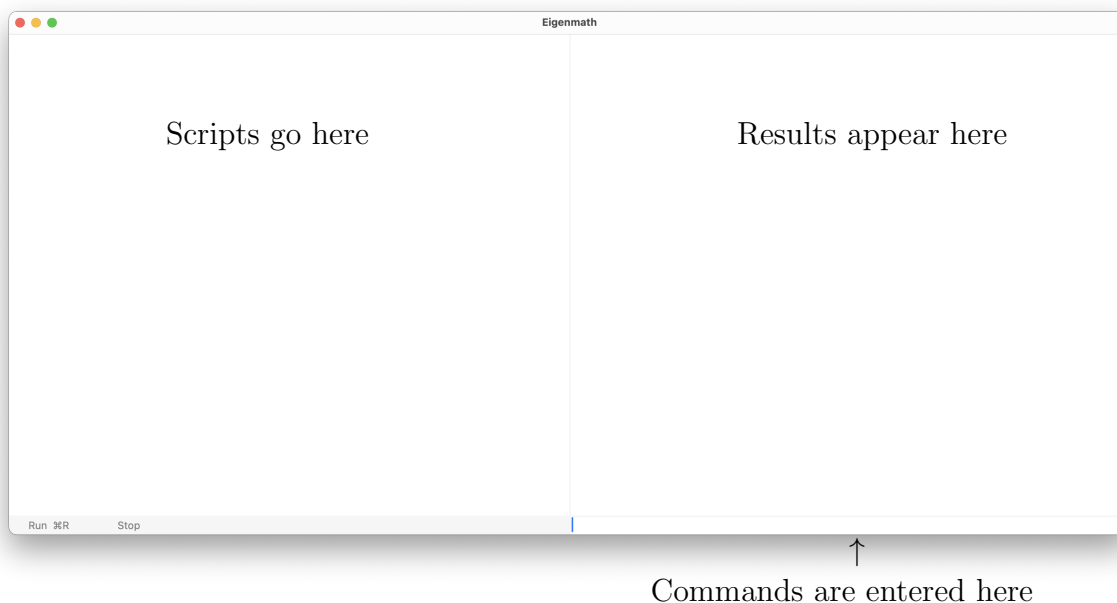 Eigenmath
Scripts go here
Results appear here
Run ⌘R
Stop
↑
Commands are entered here